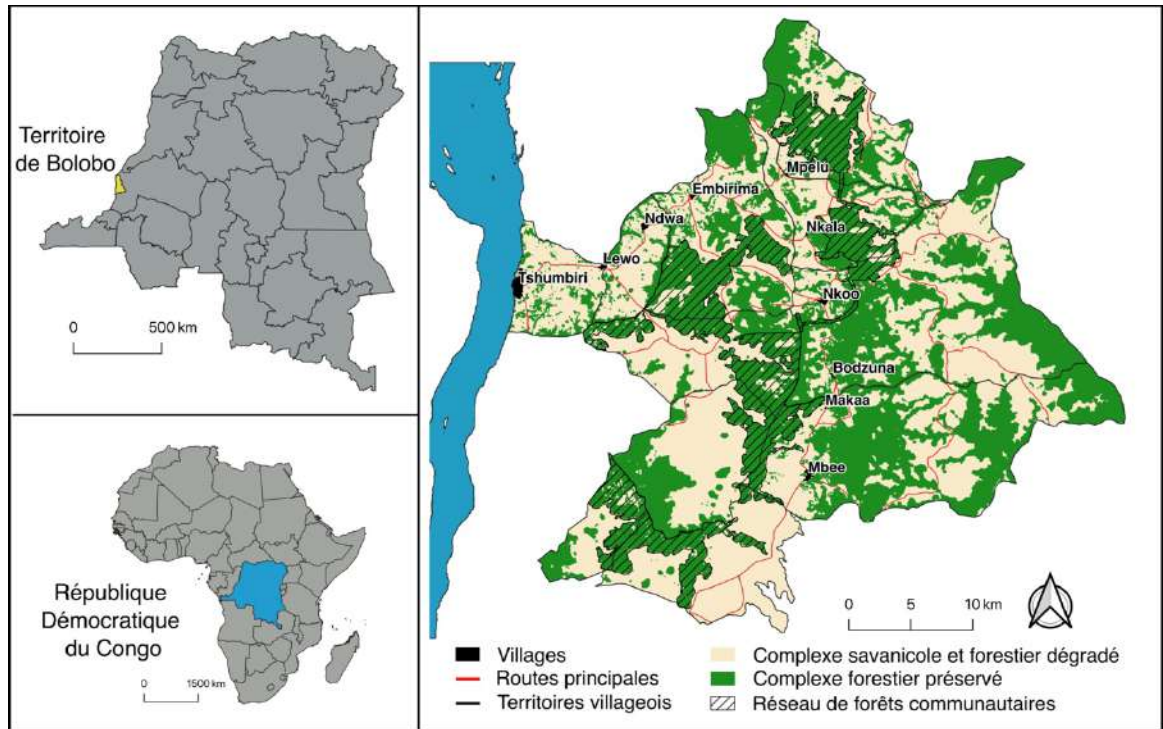 Territoire
de Bolobo
0 500 km
République
Démocratique
du Congo
0 1500 km
Mpelu
Embirima
Ndwa
Nkala
Lewo
Tshumbiri
Nkoo
Bodzuna
Makaa
Mbee
0 5 10 km
Villages
Routes principales
Territoires villageois
Complexe savanicole et forestier dégradé
Complexe forestier préservé
Réseau de forêts communautaires